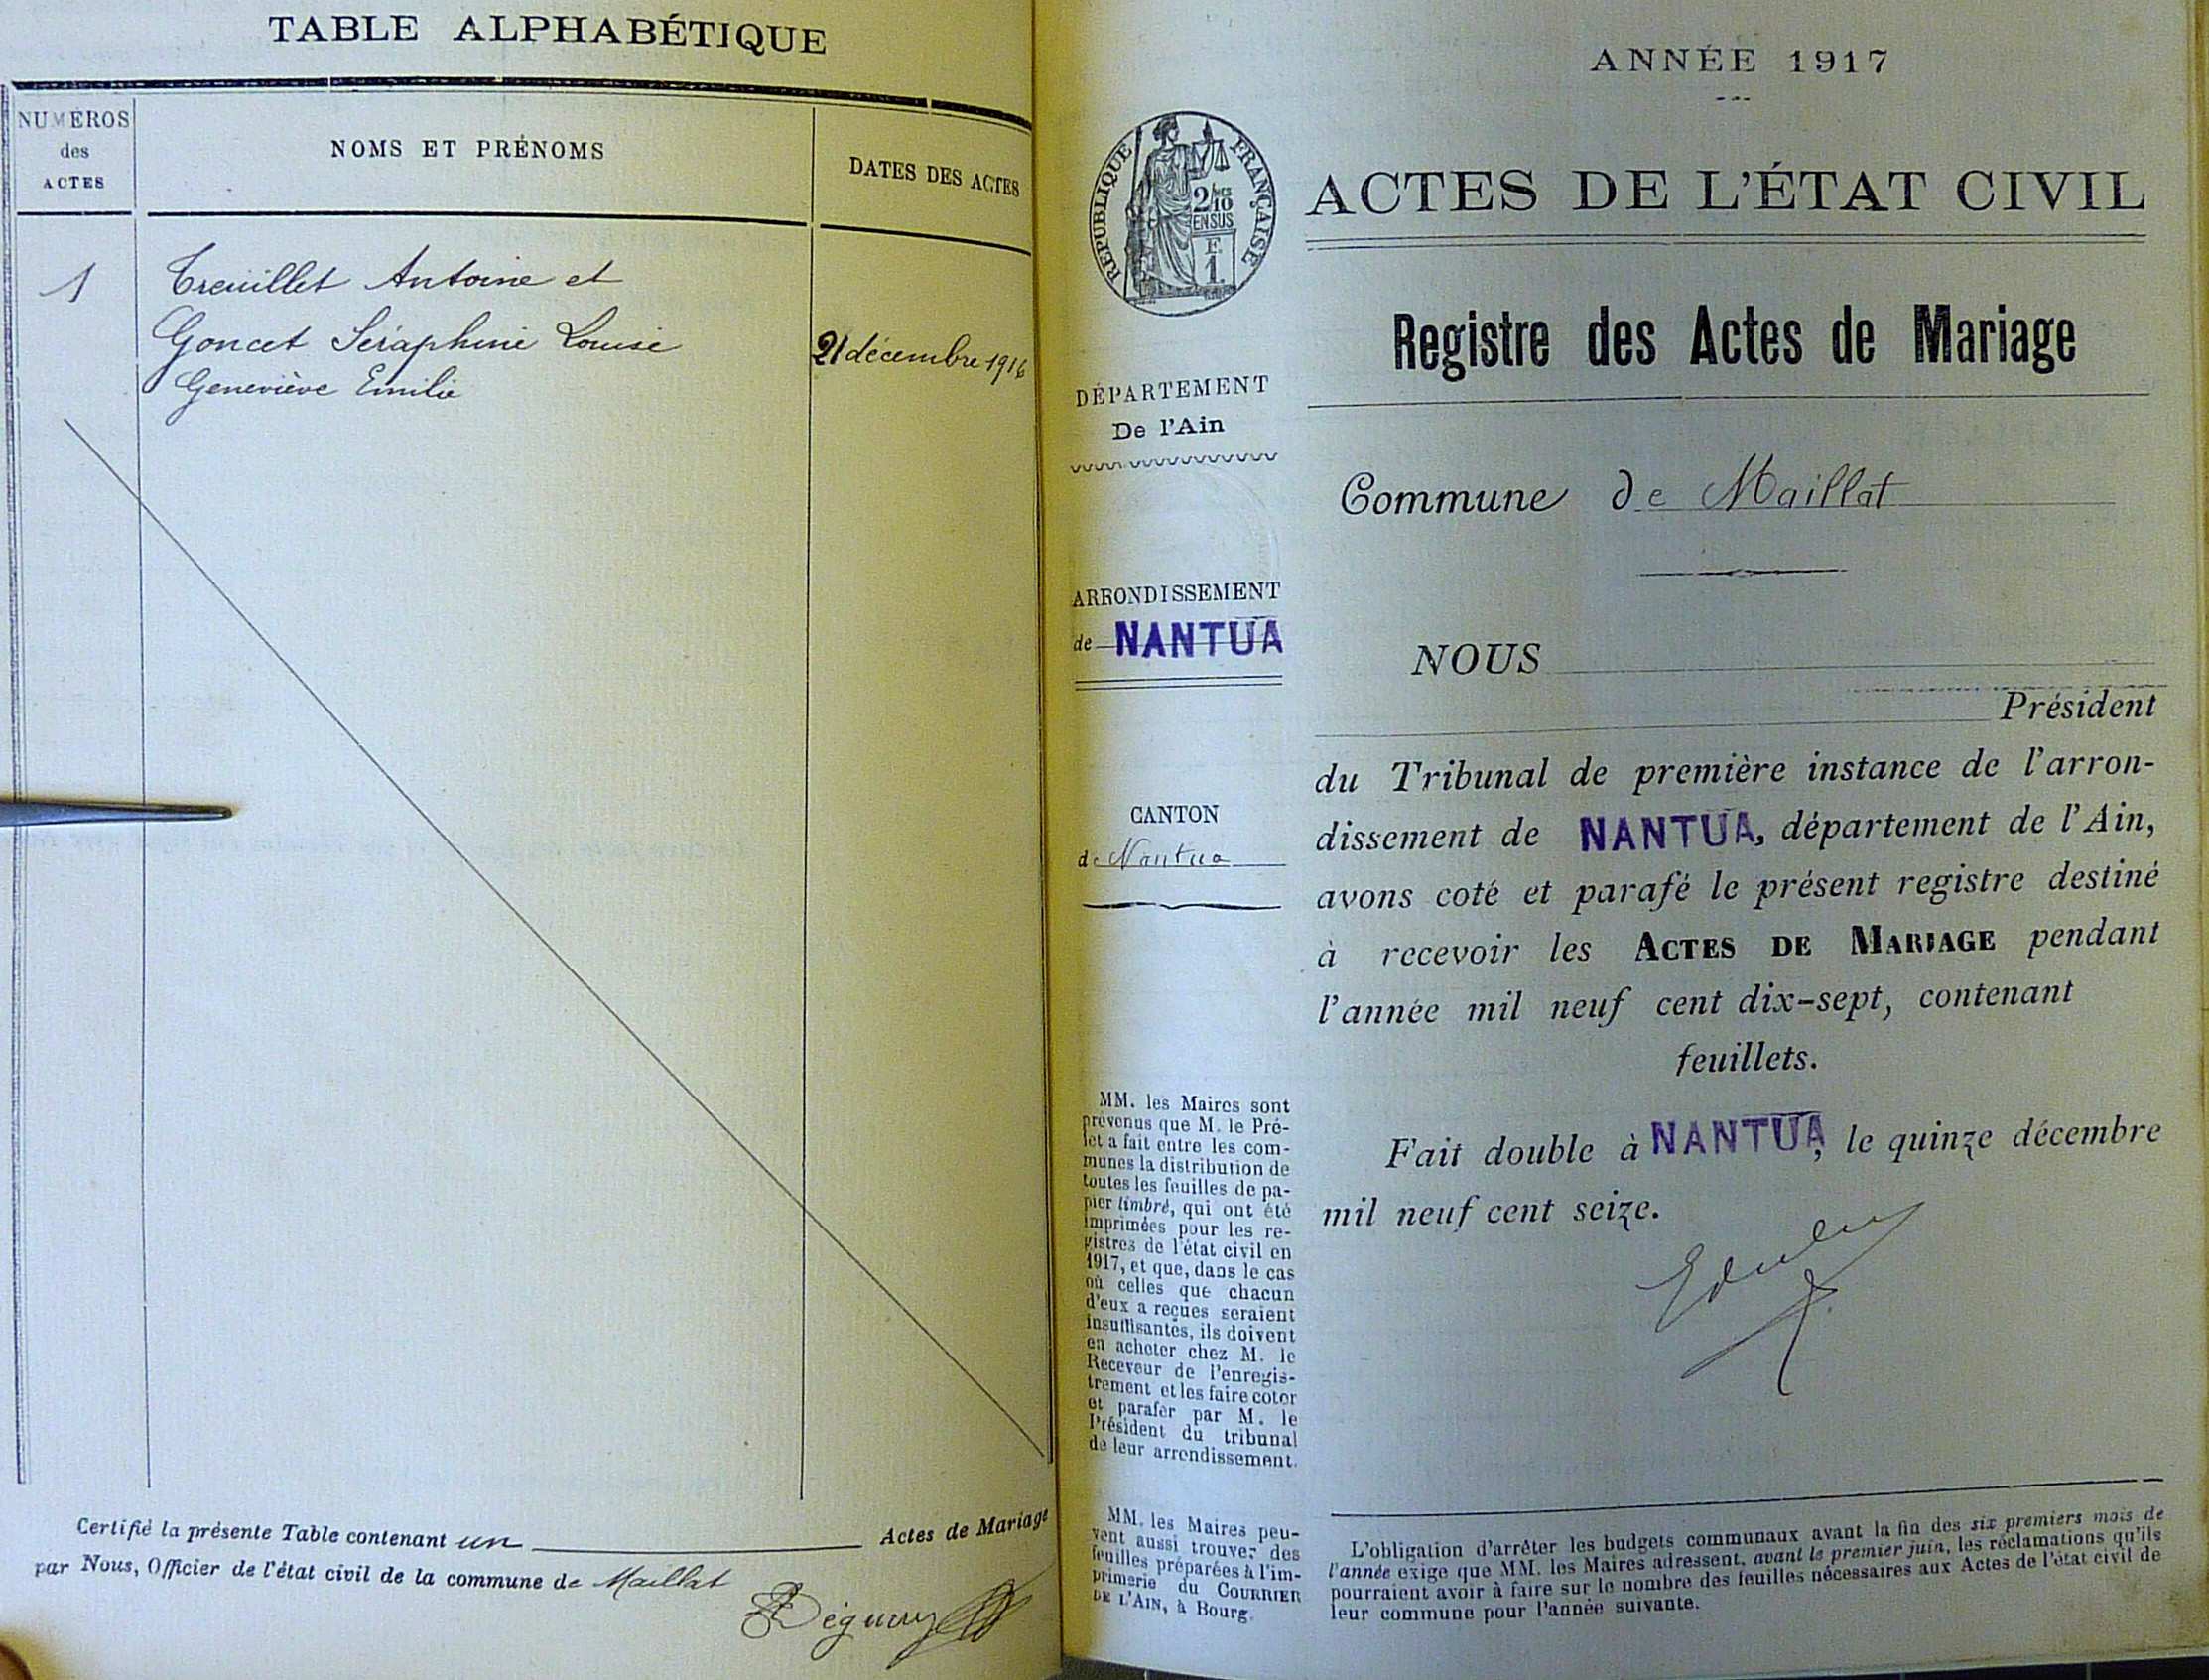 TABLE ALPHABÉTIQUE
NUMÉROS
des
ACTES
NOMS ET PRÉNOMS
DATES DES ACTES
1
Treuillet Antoine et
Goncet Séraphine Louise
Geneviève Emilie
21 décembre 1916
Certifié la présente Table contenant un Actes de Mariage
par Nous, Officier de l'état civil de la commune de Maillat
ANNÉE 1917
RÉPUBLIQUE FRANÇAISE
2/10
EN SUS
F.
1.
ACTES DE L'ÉTAT CIVIL
Registre des Actes de Mariage
DÉPARTEMENT
De l'Ain
Commune de Maillat
ARRONDISSEMENT
de NANTUA
NOUS
Président
du Tribunal de première instance de l'arron-
dissement de NANTUA, département de l'Ain,
avons coté et parafé le présent registre destiné
à recevoir les ACTES DE MARIAGE pendant
l'année mil neuf cent dix-sept, contenant
feuillets.
Fait double à NANTUA, le quinze décembre
mil neuf cent seize.
CANTON
de Nantua
MM. les Maires sont
prévenus que M. le Pré-
fet a fait entre les com-
munes la distribution de
toutes les feuilles de pa-
pier timbré, qui ont été
imprimées pour les re-
gistres de l'état civil en
1917, et que, dans le cas
où celles que chacun
d'eux a reçues seraient
insuffisantes, ils doivent
en acheter chez M. le
Receveur de l'enregis-
trement et les faire coter
et parafer par M. le
Président du tribunal
de leur arrondissement.
MM. les Maires peu-
vent aussi trouver des
feuilles préparées à l'im-
primerie du COURRIER
DE L'AIN, à Bourg.
L'obligation d'arrêter les budgets communaux avant la fin des six premiers mois de
l'année exige que MM. les Maires adressent, avant le premier juin, les réclamations qu'ils
pourraient avoir à faire sur le nombre des feuilles nécessaires aux Actes de l'état civil de
leur commune pour l'année suivante.